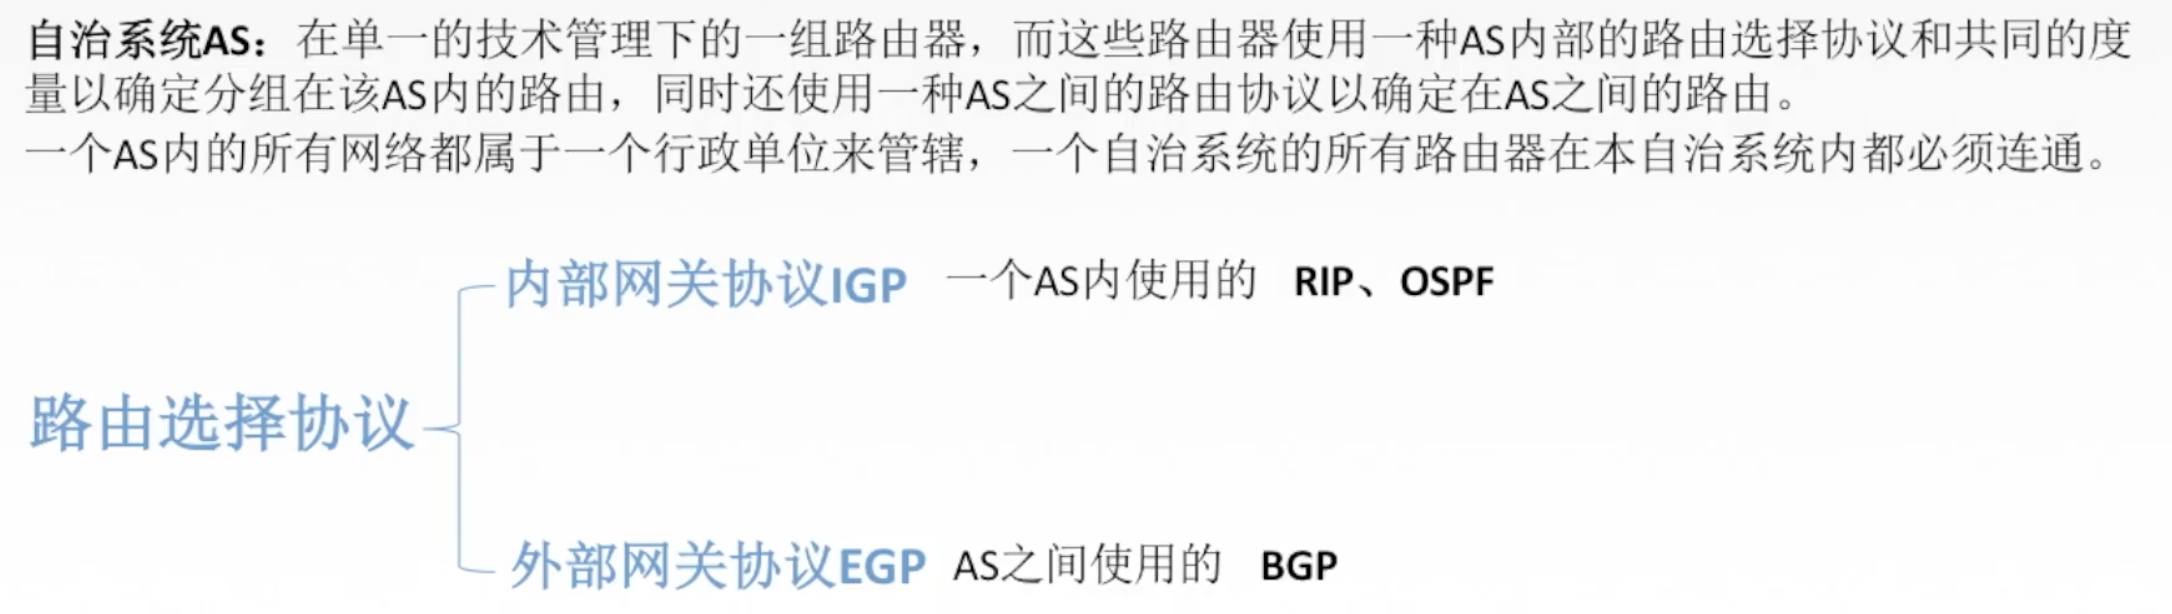 自治系统AS：在单一的技术管理下的一组路由器，而这些路由器使用一种AS内部的路由选择协议和共同的度
量以确定分组在该AS内的路由，同时还使用一种AS之间的路由协议以确定在AS之间的路由。
一个AS内的所有网络都属于一个行政单位来管辖，一个自治系统的所有路由器在本自治系统内都必须连通。
内部网关协议IGP 一个AS内使用的 RIP、OSPF
路由选择协议
外部网关协议EGP AS之间使用的 BGP